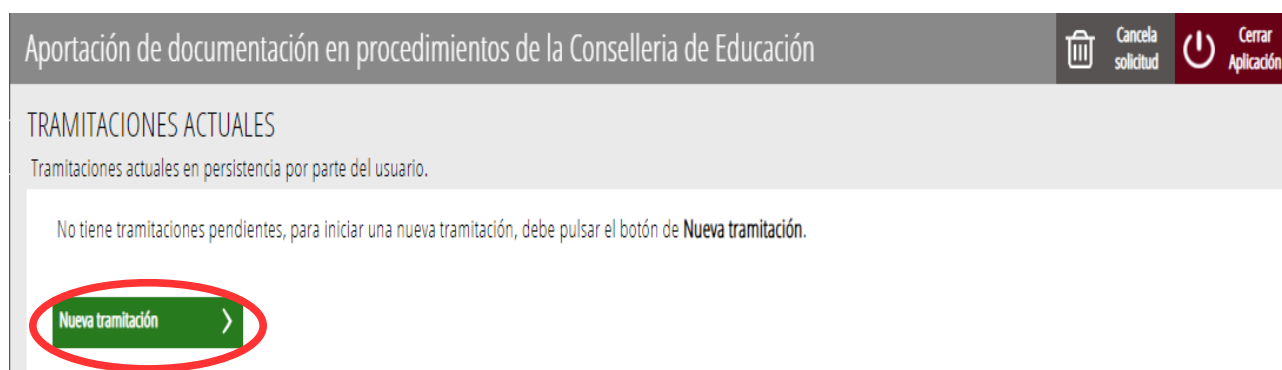 Aportación de documentación en procedimientos de la Conselleria de Educación
Cancela
solicitud
Cerrar
Aplicación
TRAMITACIONES ACTUALES
Tramitaciones actuales en persistencia por parte del usuario.
No tiene tramitaciones pendientes, para iniciar una nueva tramitación, debe pulsar el botón de Nueva tramitación.
Nueva tramitación